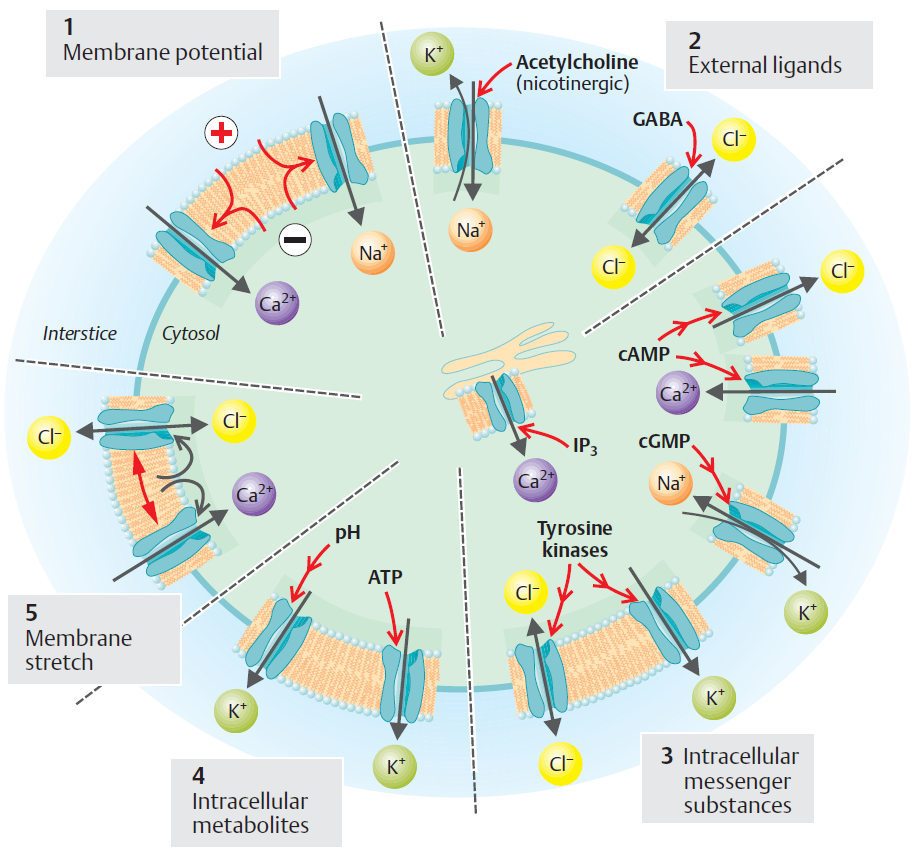 1
Membrane potential
K⁺
Acetylcholine
(nicotinergic)
2
External ligands
GABA
Cl⁻
+
−
Na⁺
Na⁺
Cl⁻
Ca²⁺
Cl⁻
Interstice
Cytosol
cAMP
Ca²⁺
Cl⁻
Cl⁻
cGMP
IP₃
Na⁺
Ca²⁺
Ca²⁺
Tyrosine
kinases
pH
ATP
Cl⁻
K⁺
5
Membrane
stretch
K⁺
K⁺
K⁺
Cl⁻
3 Intracellular
messenger
substances
4
Intracellular
metabolites